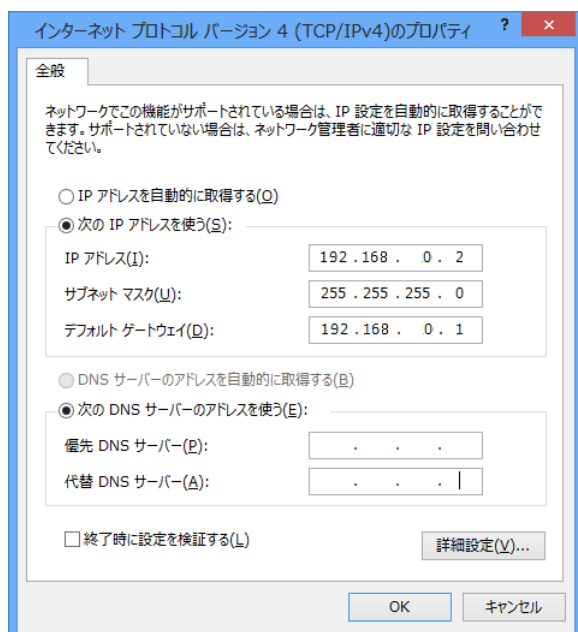 インターネット プロトコル バージョン 4 (TCP/IPv4)のプロパティ ? ×
全般
ネットワークでこの機能がサポートされている場合は、IP 設定を自動的に取得することがで
きます。サポートされていない場合は、ネットワーク管理者に適切な IP 設定を問い合わせ
てください。
IP アドレスを自動的に取得する(O)
次の IP アドレスを使う(S):
IP アドレス(I): 192 . 168 . 0 . 2
サブネット マスク(U): 255 . 255 . 255 . 0
デフォルト ゲートウェイ(D): 192 . 168 . 0 . 1
DNS サーバーのアドレスを自動的に取得する(B)
次の DNS サーバーのアドレスを使う(E):
優先 DNS サーバー(P): . . .
代替 DNS サーバー(A): . . .
終了時に設定を検証する(L)
詳細設定(V)...
OK キャンセル